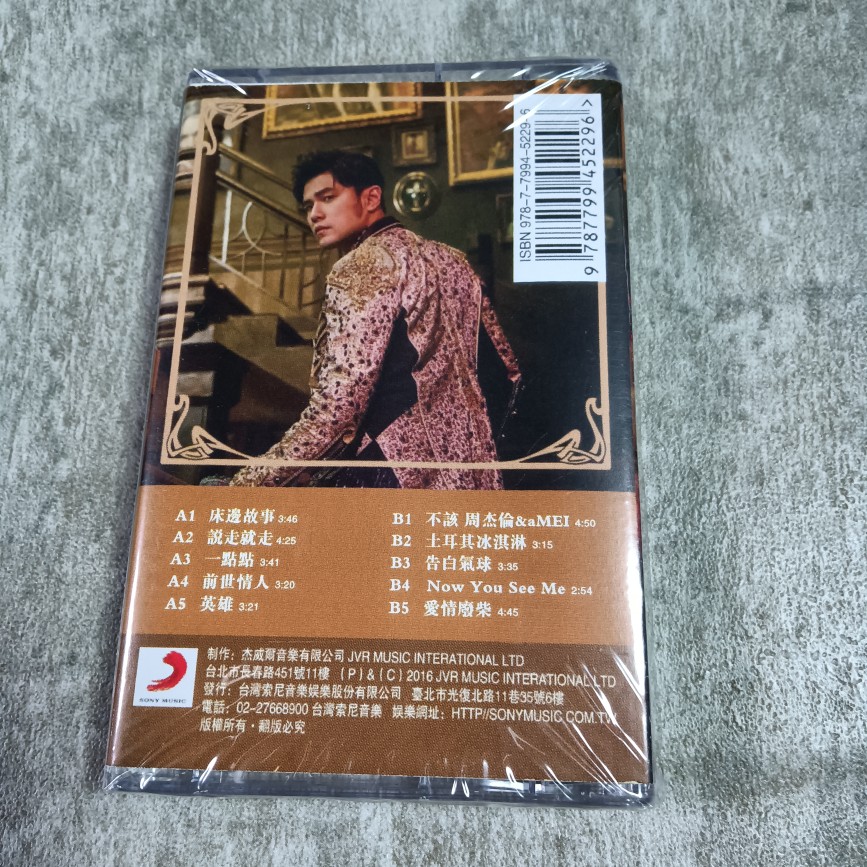 ISBN 978-7-7994-5229-6
9 787799 452296 >
A1 床邊故事 3:46
A2 説走就走 4:25
A3 一點點 3:41
A4 前世情人 3:20
A5 英雄 3:21
B1 不該 周杰倫&aMEI 4:50
B2 土耳其冰淇淋 3:15
B3 告白氣球 3:35
B4 Now You See Me 2:54
B5 愛情廢柴 4:45
SONY MUSIC
制作：杰威爾音樂有限公司 JVR MUSIC INTERATIONAL LTD
台北市長春路451號11樓 (P) & (C) 2016 JVR MUSIC INTERATIONAL LTD
發行：台灣索尼音樂娛樂股份有限公司 臺北市光復北路11巷35號6樓
電話：02-27668900 台灣索尼音樂 娛樂網址：HTTP//SONYMUSIC.COM.TW
版權所有·翻版必究